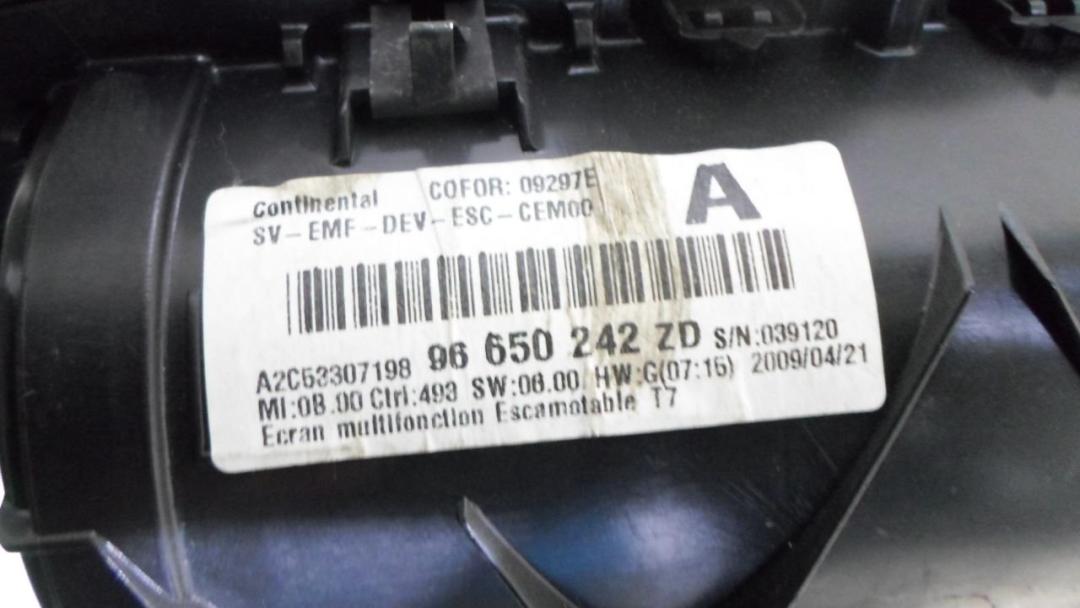 Continental COFOR: 09297E A
SV-EMF-DEV-ESC-CEM00
A2C53307198 96 650 242 ZD S/N:039120
MI:08.00 Ctrl:493 SW:06.00 HW:G(07:15) 2009/04/21
Ecran multifonction Escamotable T7